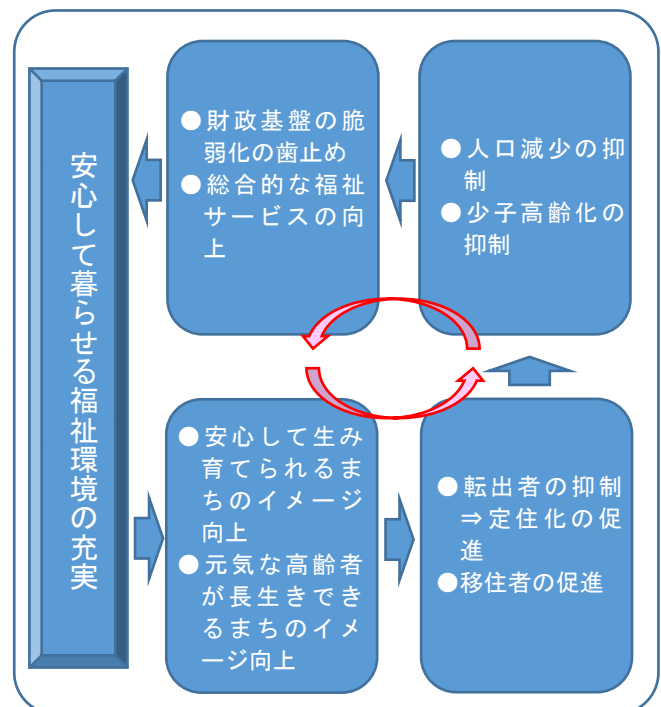 安心して暮らせる福祉環境の充実
●財政基盤の脆
弱化の歯止め
●総合的な福祉
サービスの向
上
●人口減少の抑
制
●少子高齢化の
抑制
●安心して生み
育てられるま
ちのイメージ
向上
●元気な高齢者
が長生きでき
るまちのイメ
ージ向上
●転出者の抑制
⇒定住化の促
進
●移住者の促進